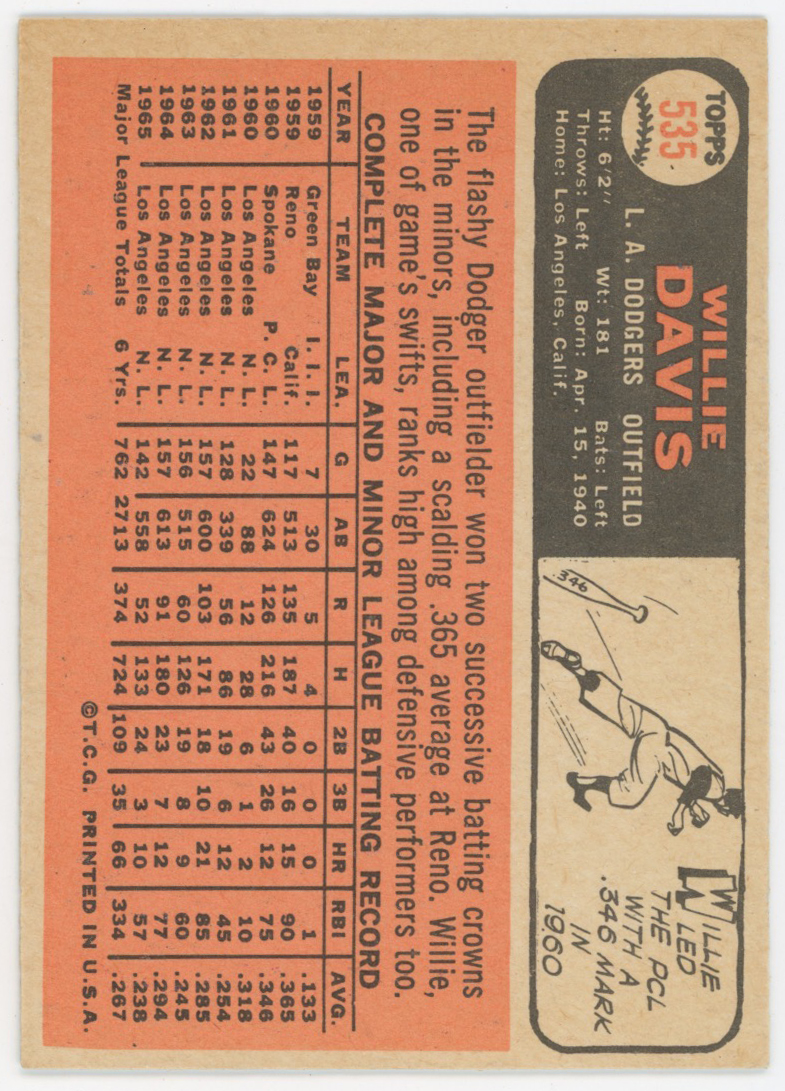 TOPPS
535
WILLIE
DAVIS
L. A. DODGERS OUTFIELD
Ht: 6'2" Wt: 181 Bats: Left
Throws: Left Born: Apr. 15, 1940
Home: Los Angeles, Calif.
346
WILLIE
LED
THE PCL
WITH A
.346 MARK
IN
1960
The flashy Dodger outfielder won two successive batting crowns
in the minors, including a scalding .365 average at Reno. Willie,
one of game's swifts, ranks high among defensive performers too.
COMPLETE MAJOR AND MINOR LEAGUE BATTING RECORD
YEAR TEAM LEA. G AB R H 2B 3B HR RBI AVG.
1959 Green Bay I. I. I. 7 30 5 4 0 0 0 1 .133
1959 Reno Calif. 117 513 135 187 40 16 15 90 .365
1960 Spokane P. C. L. 147 624 126 216 43 26 12 75 .346
1960 Los Angeles N. L. 22 88 12 28 6 1 2 10 .318
1961 Los Angeles N. L. 128 339 56 86 19 6 12 45 .254
1962 Los Angeles N. L. 157 600 103 171 18 10 21 85 .285
1963 Los Angeles N. L. 156 515 60 126 19 8 9 60 .245
1964 Los Angeles N. L. 157 613 91 180 23 7 12 77 .294
1965 Los Angeles N. L. 142 558 52 133 24 3 10 57 .238
Major League Totals 6 Yrs. 762 2713 374 724 109 35 66 334 .267
©T.C.G. PRINTED IN U.S.A.